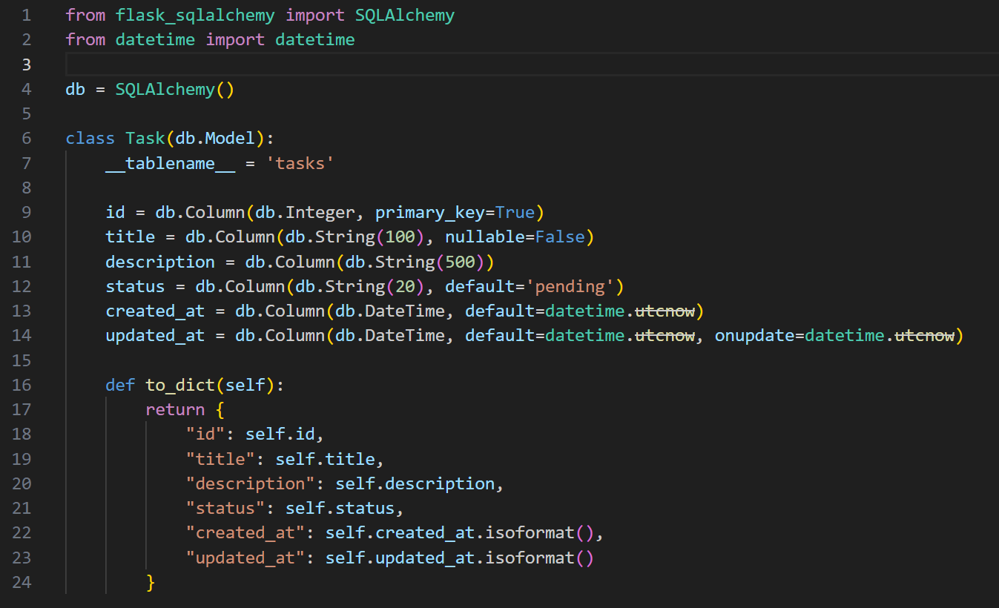 1 from flask_sqlalchemy import SQLAlchemy
2 from datetime import datetime
3
4 db = SQLAlchemy()
5
6 class Task(db.Model):
7     __tablename__ = 'tasks'
8
9     id = db.Column(db.Integer, primary_key=True)
10     title = db.Column(db.String(100), nullable=False)
11     description = db.Column(db.String(500))
12     status = db.Column(db.String(20), default='pending')
13     created_at = db.Column(db.DateTime, default=datetime.utcnow)
14     updated_at = db.Column(db.DateTime, default=datetime.utcnow, onupdate=datetime.utcnow)
15
16     def to_dict(self):
17         return {
18             "id": self.id,
19             "title": self.title,
20             "description": self.description,
21             "status": self.status,
22             "created_at": self.created_at.isoformat(),
23             "updated_at": self.updated_at.isoformat()
24         }